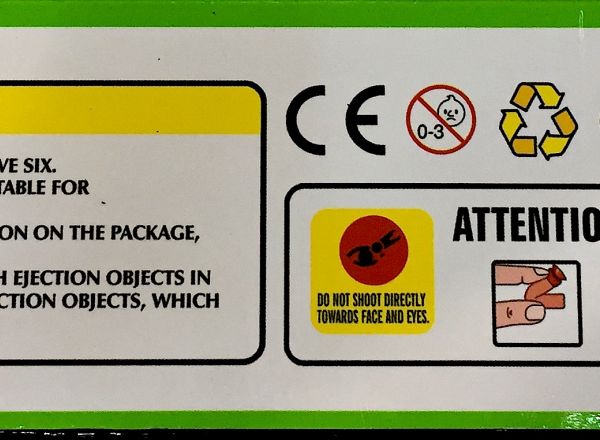 VE SIX.
TABLE FOR
ON ON THE PACKAGE,
H EJECTION OBJECTS IN
CTION OBJECTS, WHICH
CE
0-3
ATTENTIO
DO NOT SHOOT DIRECTLY
TOWARDS FACE AND EYES.